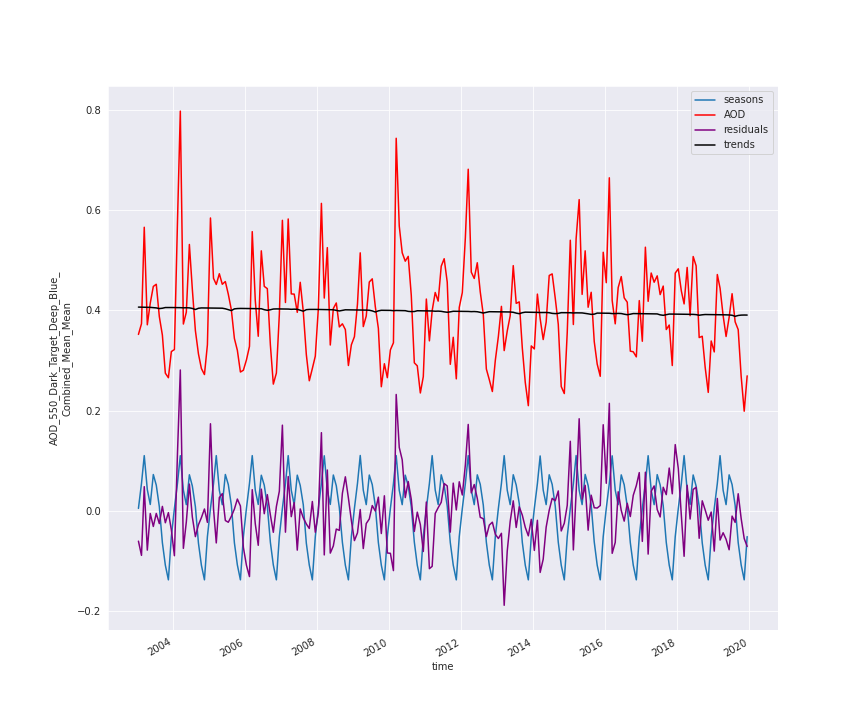 seasons
AOD
residuals
trends
0.8
0.6
0.4
0.2
0.0
−0.2
AOD_550_Dark_Target_Deep_Blue_
Combined_Mean_Mean
2004
2006
2008
2010
2012
2014
2016
2018
2020
time